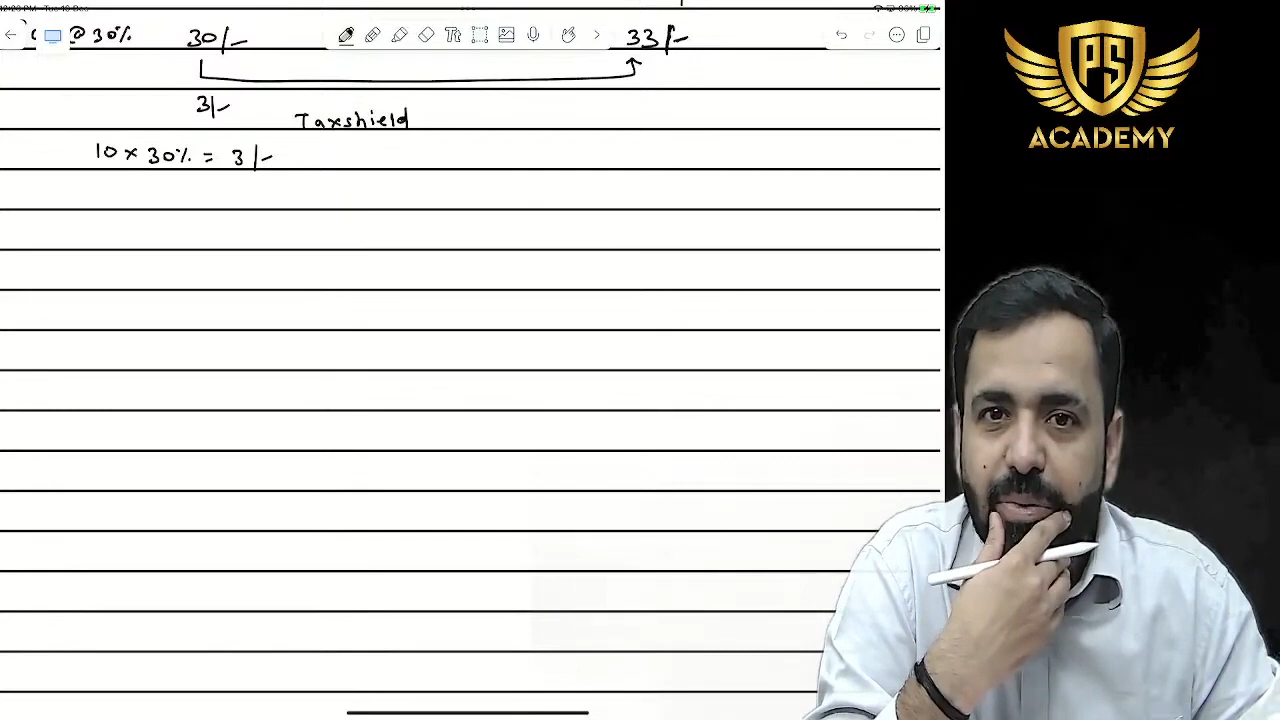 @ 30% 30/- 33/-
3/-
Taxshield
10 x 30% = 3/-
PS
ACADEMY